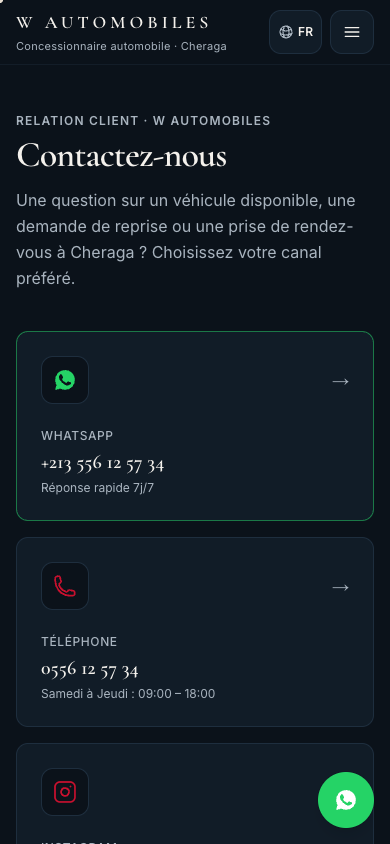 W AUTOMOBILES
Concessionnaire automobile · Cheraga
FR
RELATION CLIENT · W AUTOMOBILES
Contactez-nous
Une question sur un véhicule disponible, une
demande de reprise ou une prise de rendez-
vous à Cheraga ? Choisissez votre canal
préféré.
→
WHATSAPP
+213 556 12 57 34
Réponse rapide 7j/7
→
TÉLÉPHONE
0556 12 57 34
Samedi à Jeudi : 09:00 – 18:00